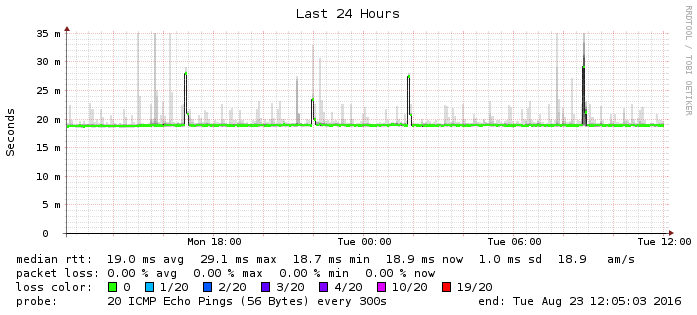 Last 24 Hours
RRDTOOL / TOBI OETIKER
Seconds
35 m
30 m
25 m
20 m
15 m
10 m
5 m
0
Mon 18:00 Tue 00:00 Tue 06:00 Tue 12:00
median rtt: 19.0 ms avg 29.1 ms max 18.7 ms min 18.9 ms now 1.0 ms sd 18.9 am/s
packet loss: 0.00 % avg 0.00 % max 0.00 % min 0.00 % now
loss color: 0 1/20 2/20 3/20 4/20 10/20 19/20
probe: 20 ICMP Echo Pings (56 Bytes) every 300s end: Tue Aug 23 12:05:03 2016